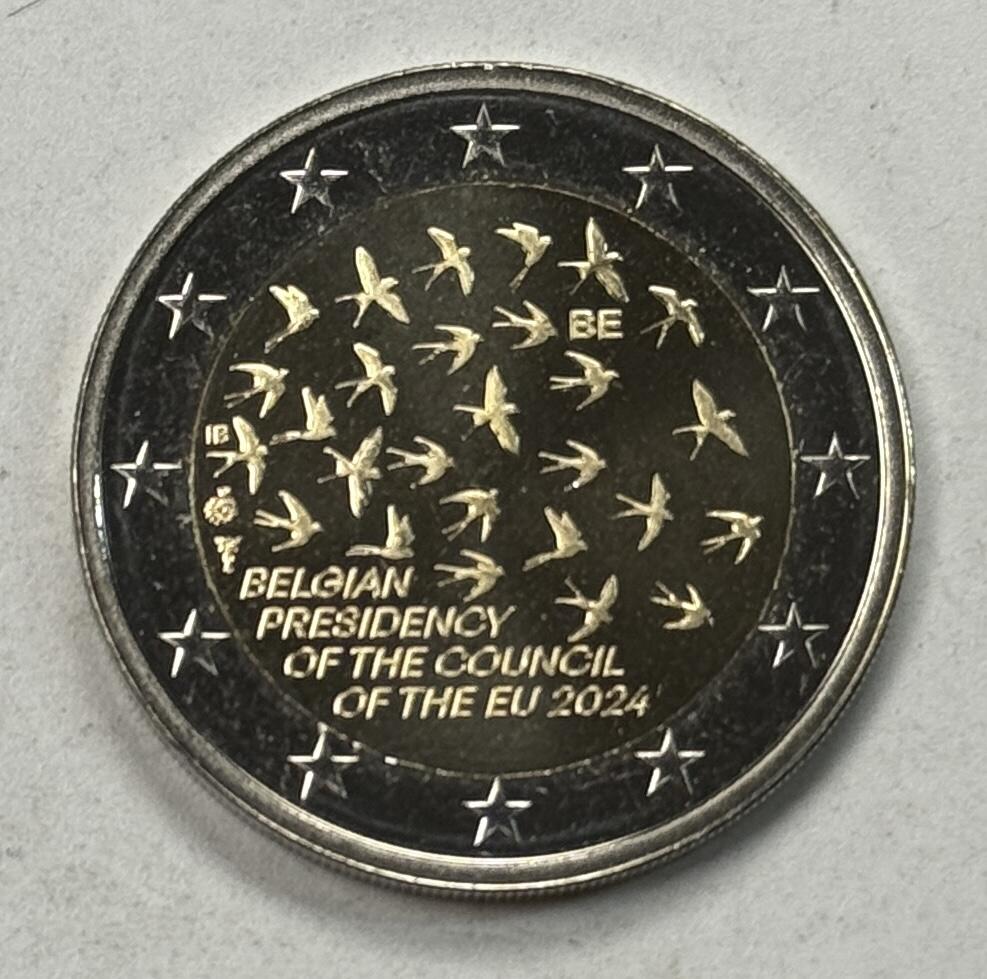 BE
IB
BELGIAN
PRESIDENCY
OF THE COUNCIL
OF THE EU 2024